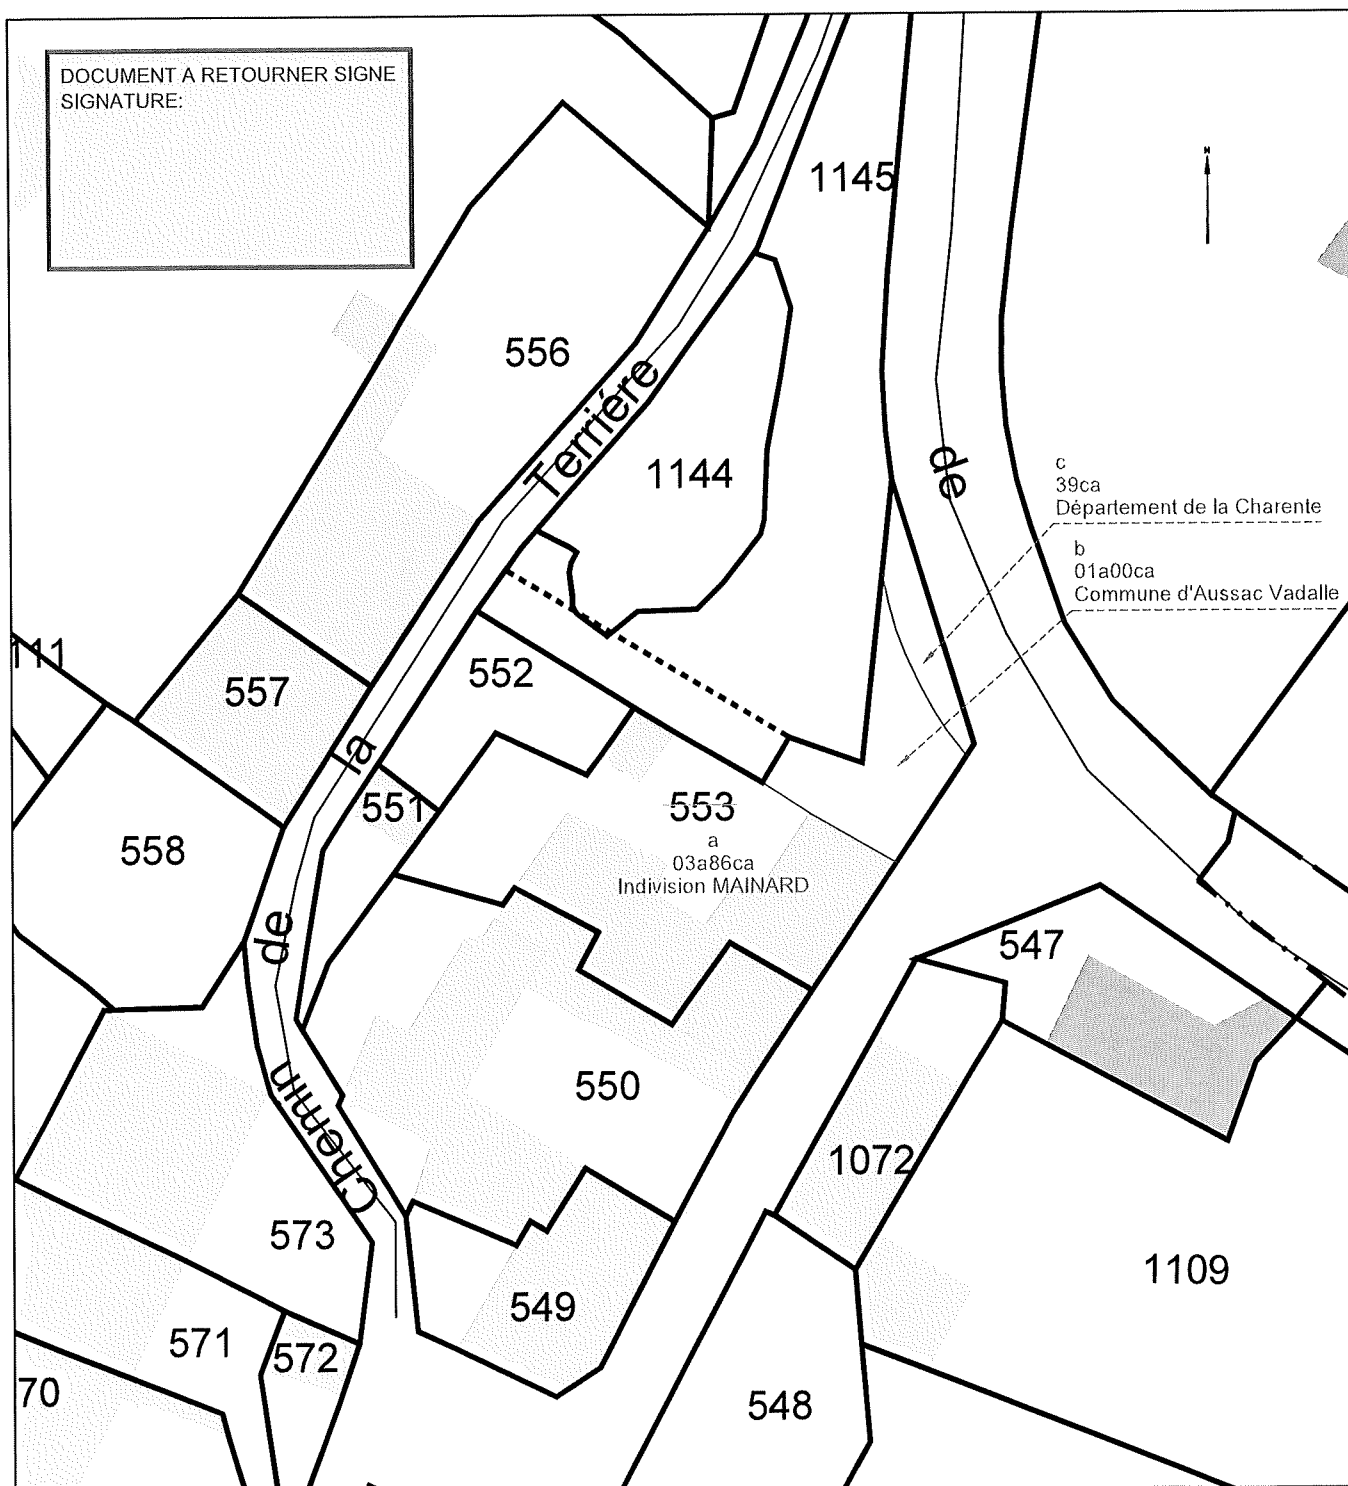 DOCUMENT A RETOURNER SIGNE
SIGNATURE:
N
1145
556
Terriére
1144
de
c
39ca
Département de la Charente
b
01a00ca
Commune d'Aussac Vadalle
111
557
552
la
551
553
a
03a86ca
Indivision MAINARD
558
de
547
Chemin
550
1072
573
1109
549
571
572
70
548